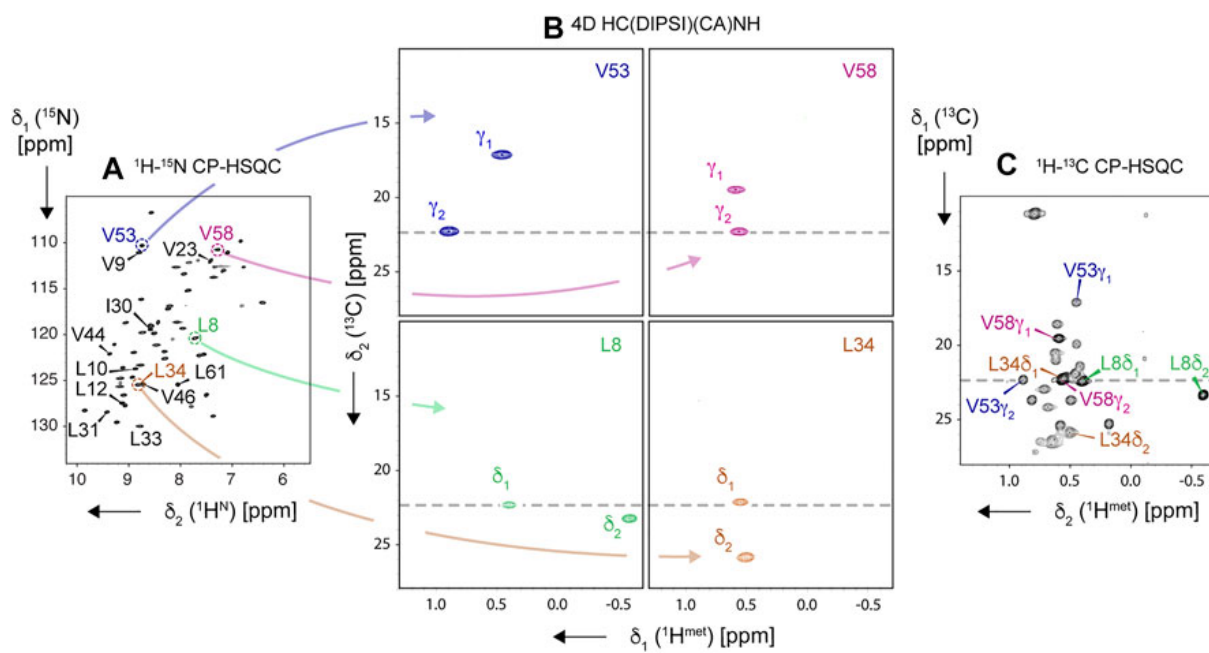 B 4D HC(DIPSI)(CA)NH
δ₁ (¹⁵N)
[ppm]
A ¹H-¹⁵N CP-HSQC
V53
V9
V58
V23
I30
V44
L8
L10
L34
L12
L61
V46
L31
L33
110
115
120
125
130
10
8
7
6
δ₂ (¹Hᴺ) [ppm]
δ₂ (¹³C) [ppm]
V53
γ₁
γ₂
V58
γ₁
γ₂
15
20
25
L8
δ₁
δ₂
L34
δ₁
δ₂
15
20
25
1.0
0.5
0.0
-0.5
1.0
0.5
0.0
-0.5
δ₁ (¹Hᵐᵉᵗ) [ppm]
δ₁ (¹³C)
[ppm]
C ¹H-¹³C CP-HSQC
V53γ₁
V58γ₁
L34δ₁
L8δ₁
L8δ₂
V53γ₂
V58γ₂
L34δ₂
15
20
25
1.0
0.5
0.0
-0.5
δ₂ (¹Hᵐᵉᵗ) [ppm]